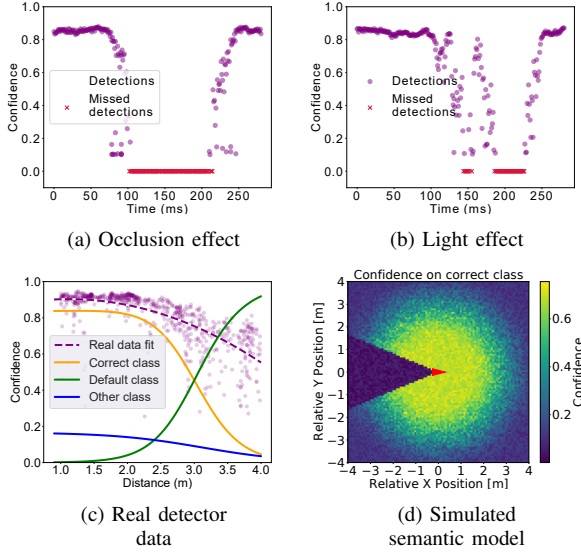 1.0
0.8
0.6
0.4
0.2
0.0
Confidence
Detections
Missed
detections
0 50 100 150 200 250
Time (ms)
(a) Occlusion effect
1.0
0.8
0.6
0.4
0.2
0.0
Confidence
Detections
Missed
detections
0 50 100 150 200 250
Time (ms)
(b) Light effect
1.0
0.8
0.6
0.4
0.2
0.0
Confidence
Real data fit
Correct class
Default class
Other class
1.0 1.5 2.0 2.5 3.0 3.5 4.0
Distance (m)
(c) Real detector
data
Confidence on correct class
4
3
2
1
0
−1
−2
−3
−4
Relative Y Position [m]
−4 −3 −2 −1 0 1 2 3 4
Relative X Position [m]
0.6
0.4
0.2
0.0
Confidence
(d) Simulated
semantic model